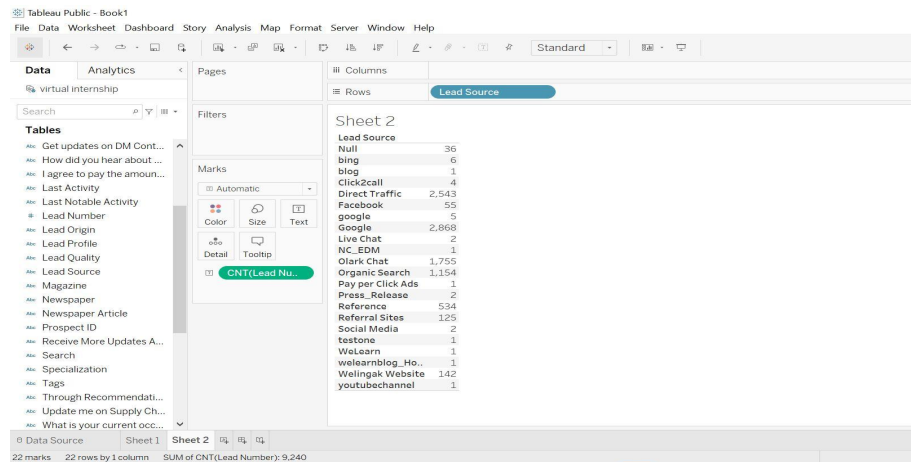 Tableau Public - Book1
File Data Worksheet Dashboard Story Analysis Map Format Server Window Help
Standard
Data Analytics
Pages
Columns
virtual internship
Rows Lead Source
Search
Filters
Tables
Get updates on DM Cont...
How did you hear about ...
I agree to pay the amoun...
Last Activity
Last Notable Activity
Lead Number
Lead Origin
Lead Profile
Lead Quality
Lead Source
Magazine
Newspaper
Newspaper Article
Prospect ID
Receive More Updates A...
Search
Specialization
Tags
Through Recommendati...
Update me on Supply Ch...
What is your current occ...
Marks
Automatic
Color Size Text
Detail Tooltip
CNT(Lead Nu..
Sheet 2
Lead Source
Null 36
bing 6
blog 1
Click2call 4
Direct Traffic 2,543
Facebook 55
google 5
Google 2,868
Live Chat 2
NC_EDM 1
Olark Chat 1,755
Organic Search 1,154
Pay per Click Ads 1
Press_Release 2
Reference 534
Referral Sites 125
Social Media 2
testone 1
WeLearn 1
welearnblog_Ho.. 1
Welingak Website 142
youtubechannel 1
Data Source Sheet 1 Sheet 2
22 marks 22 rows by 1 column SUM of CNT(Lead Number): 9,240